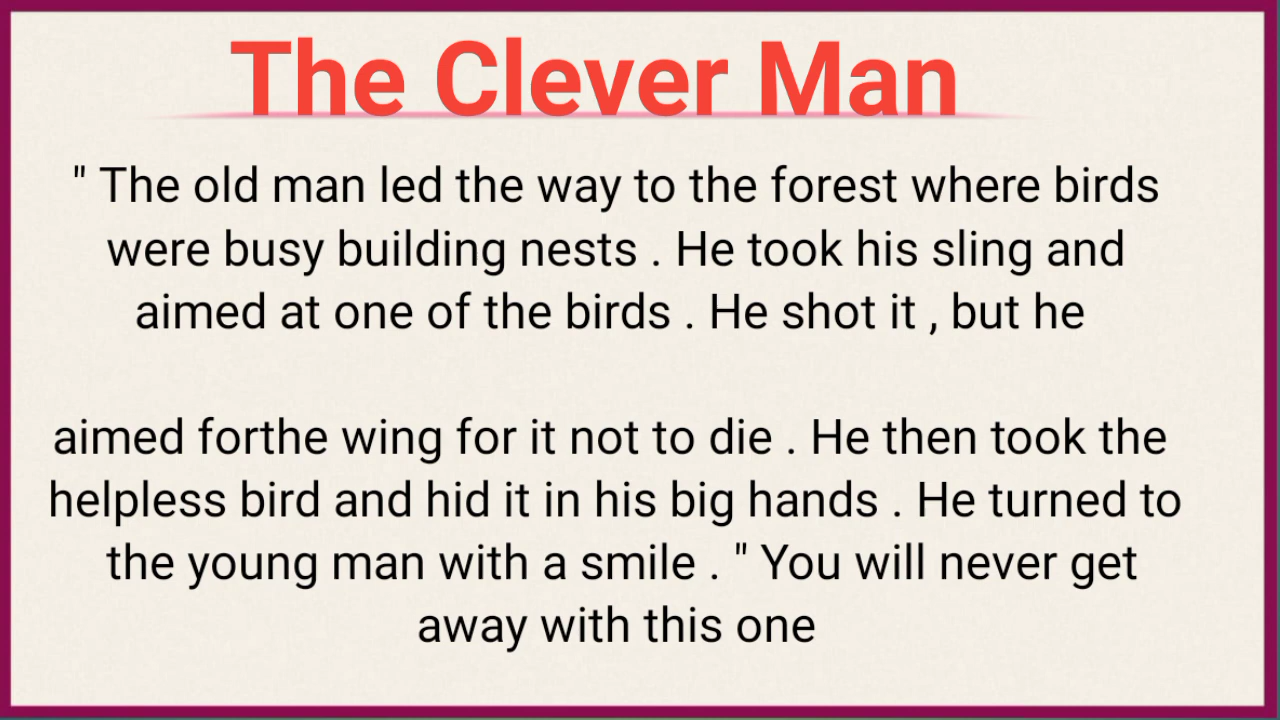 The Clever Man
" The old man led the way to the forest where birds
were busy building nests . He took his sling and
aimed at one of the birds . He shot it , but he
aimed forthe wing for it not to die . He then took the
helpless bird and hid it in his big hands . He turned to
the young man with a smile . " You will never get
away with this one